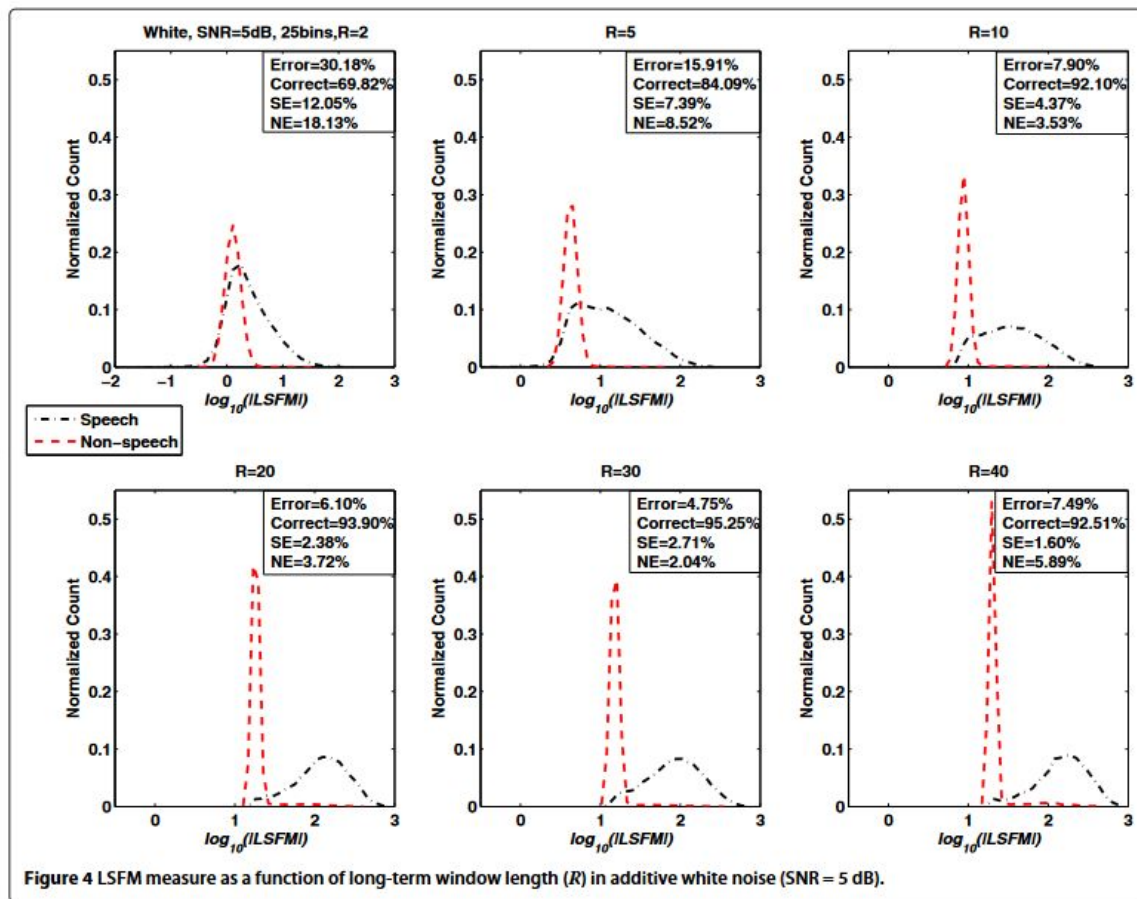 White, SNR=5dB, 25bins,R=2
Error=30.18%
Correct=69.82%
SE=12.05%
NE=18.13%
Normalized Count
0.5
0.4
0.3
0.2
0.1
0
−2 −1 0 1 2 3
log10(|LSFM|)
R=5
Error=15.91%
Correct=84.09%
SE=7.39%
NE=8.52%
Normalized Count
0.5
0.4
0.3
0.2
0.1
0
0 1 2 3
log10(|LSFM|)
R=10
Error=7.90%
Correct=92.10%
SE=4.37%
NE=3.53%
Normalized Count
0.5
0.4
0.3
0.2
0.1
0
0 1 2 3
log10(|LSFM|)
Speech
Non−speech
R=20
Error=6.10%
Correct=93.90%
SE=2.38%
NE=3.72%
Normalized Count
0.5
0.4
0.3
0.2
0.1
0
0 1 2 3
log10(|LSFM|)
R=30
Error=4.75%
Correct=95.25%
SE=2.71%
NE=2.04%
Normalized Count
0.5
0.4
0.3
0.2
0.1
0
0 1 2 3
log10(|LSFM|)
R=40
Error=7.49%
Correct=92.51%
SE=1.60%
NE=5.89%
Normalized Count
0.5
0.4
0.3
0.2
0.1
0
0 1 2 3
log10(|LSFM|)
Figure 4 LSFM measure as a function of long-term window length (R) in additive white noise (SNR = 5 dB).